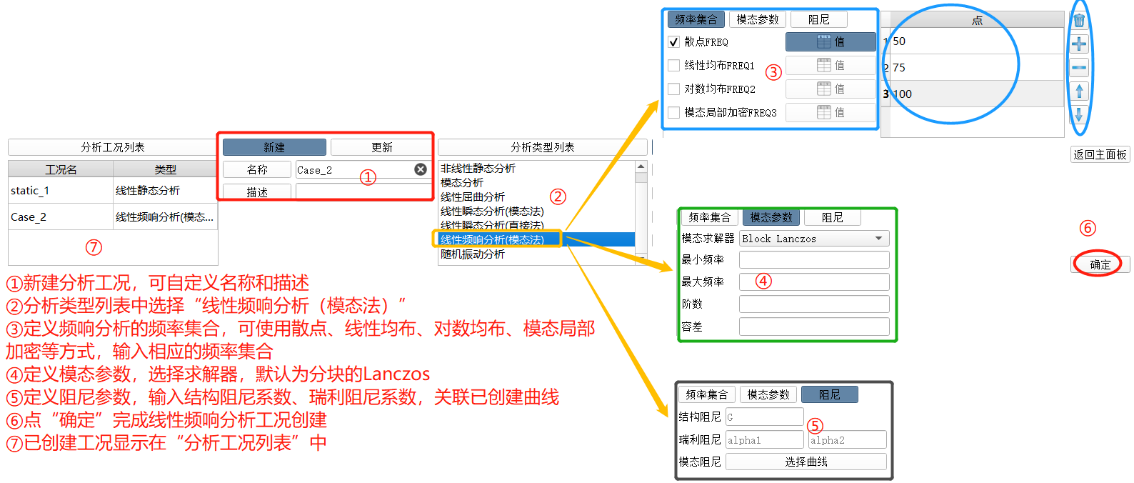 分析工况列表
工况名 类型
static_1 线性静态分析
Case_2 线性频响分析(模态...
⑦
新建 更新
名称 Case_2
描述
①
分析类型列表
非线性静态分析
模态分析
线性屈曲分析
线性瞬态分析(模态法)
线性瞬态分析(直接法)
线性频响分析(模态法)
随机振动分析
②
频率集合 模态参数 阻尼
散点FREQ 值
线性均布FREQ1 值
对数均布FREQ2 值
模态局部加密FREQ3 值
③
点
1 50
2 75
3 100
返回主面板
⑥
确定
频率集合 模态参数 阻尼
模态求解器 Block Lanczos
最小频率
最大频率
阶数
容差
④
频率集合 模态参数 阻尼
结构阻尼 G
瑞利阻尼 alpha1 alpha2
模态阻尼 选择曲线
⑤
①新建分析工况，可自定义名称和描述
②分析类型列表中选择“线性频响分析（模态法）”
③定义频响分析的频率集合，可使用散点、线性均布、对数均布、模态局部
加密等方式，输入相应的频率集合
④定义模态参数，选择求解器，默认为分块的Lanczos
⑤定义阻尼参数，输入结构阻尼系数、瑞利阻尼系数，关联已创建曲线
⑥点“确定”完成线性频响分析工况创建
⑦已创建工况显示在“分析工况列表”中